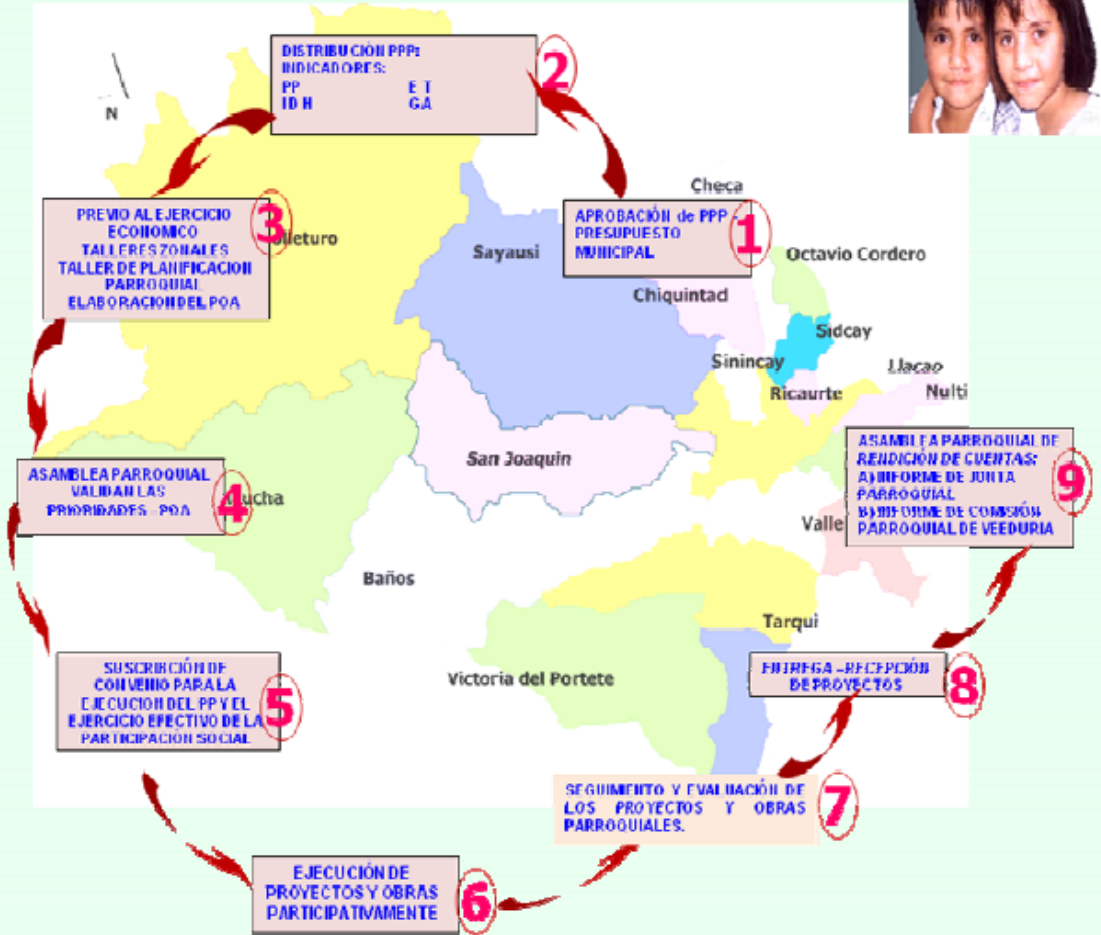 DISTRIBUCIÓN PPP:
INDICADORES:
PP E T
IDH GA
2
N
PREVIO AL EJERCICIO
ECONOMICO
TALLERES ZONALES
TALLER DE PLANIFICACION
PARROQUIAL
ELABORACION DEL POA
3
lleturo
Sayausi
Checa
APROBACIÓN de PPP -
PRESUPUESTO
MUNICIPAL
1
Octavio Cordero
Chiquintad
Sidcay
Sinincay
Llacao
Ricaurte
Nulti
San Joaquin
ASAMBLEA PARROQUIAL
VALIDAN LAS
PRIORIDADES - POA
4
ucha
ASAMBLEA PARROQUIAL DE
RENDICIÓN DE CUENTAS:
A) INFORME DE JUNTA
PARROQUIAL
B) INFORME DE COMISIÓN
PARROQUIAL DE VEEDURIA
9
Valle
Baños
Tarqui
Victoria del Portete
SUSCRIBCIÓN DE
CONVENIO PARA LA
EJECUCION DEL PP Y EL
EJERCICIO EFECTIVO DE LA
PARTICIPACIÓN SOCIAL
5
ENTREGA –RECEPCIÓN
DE PROYECTOS
8
SEGUIMIENTO Y EVALUACIÓN DE
LOS PROYECTOS Y OBRAS
PARROQUIALES.
7
EJECUCIÓN DE
PROYECTOS Y OBRAS
PARTICIPATIVAMENTE
6